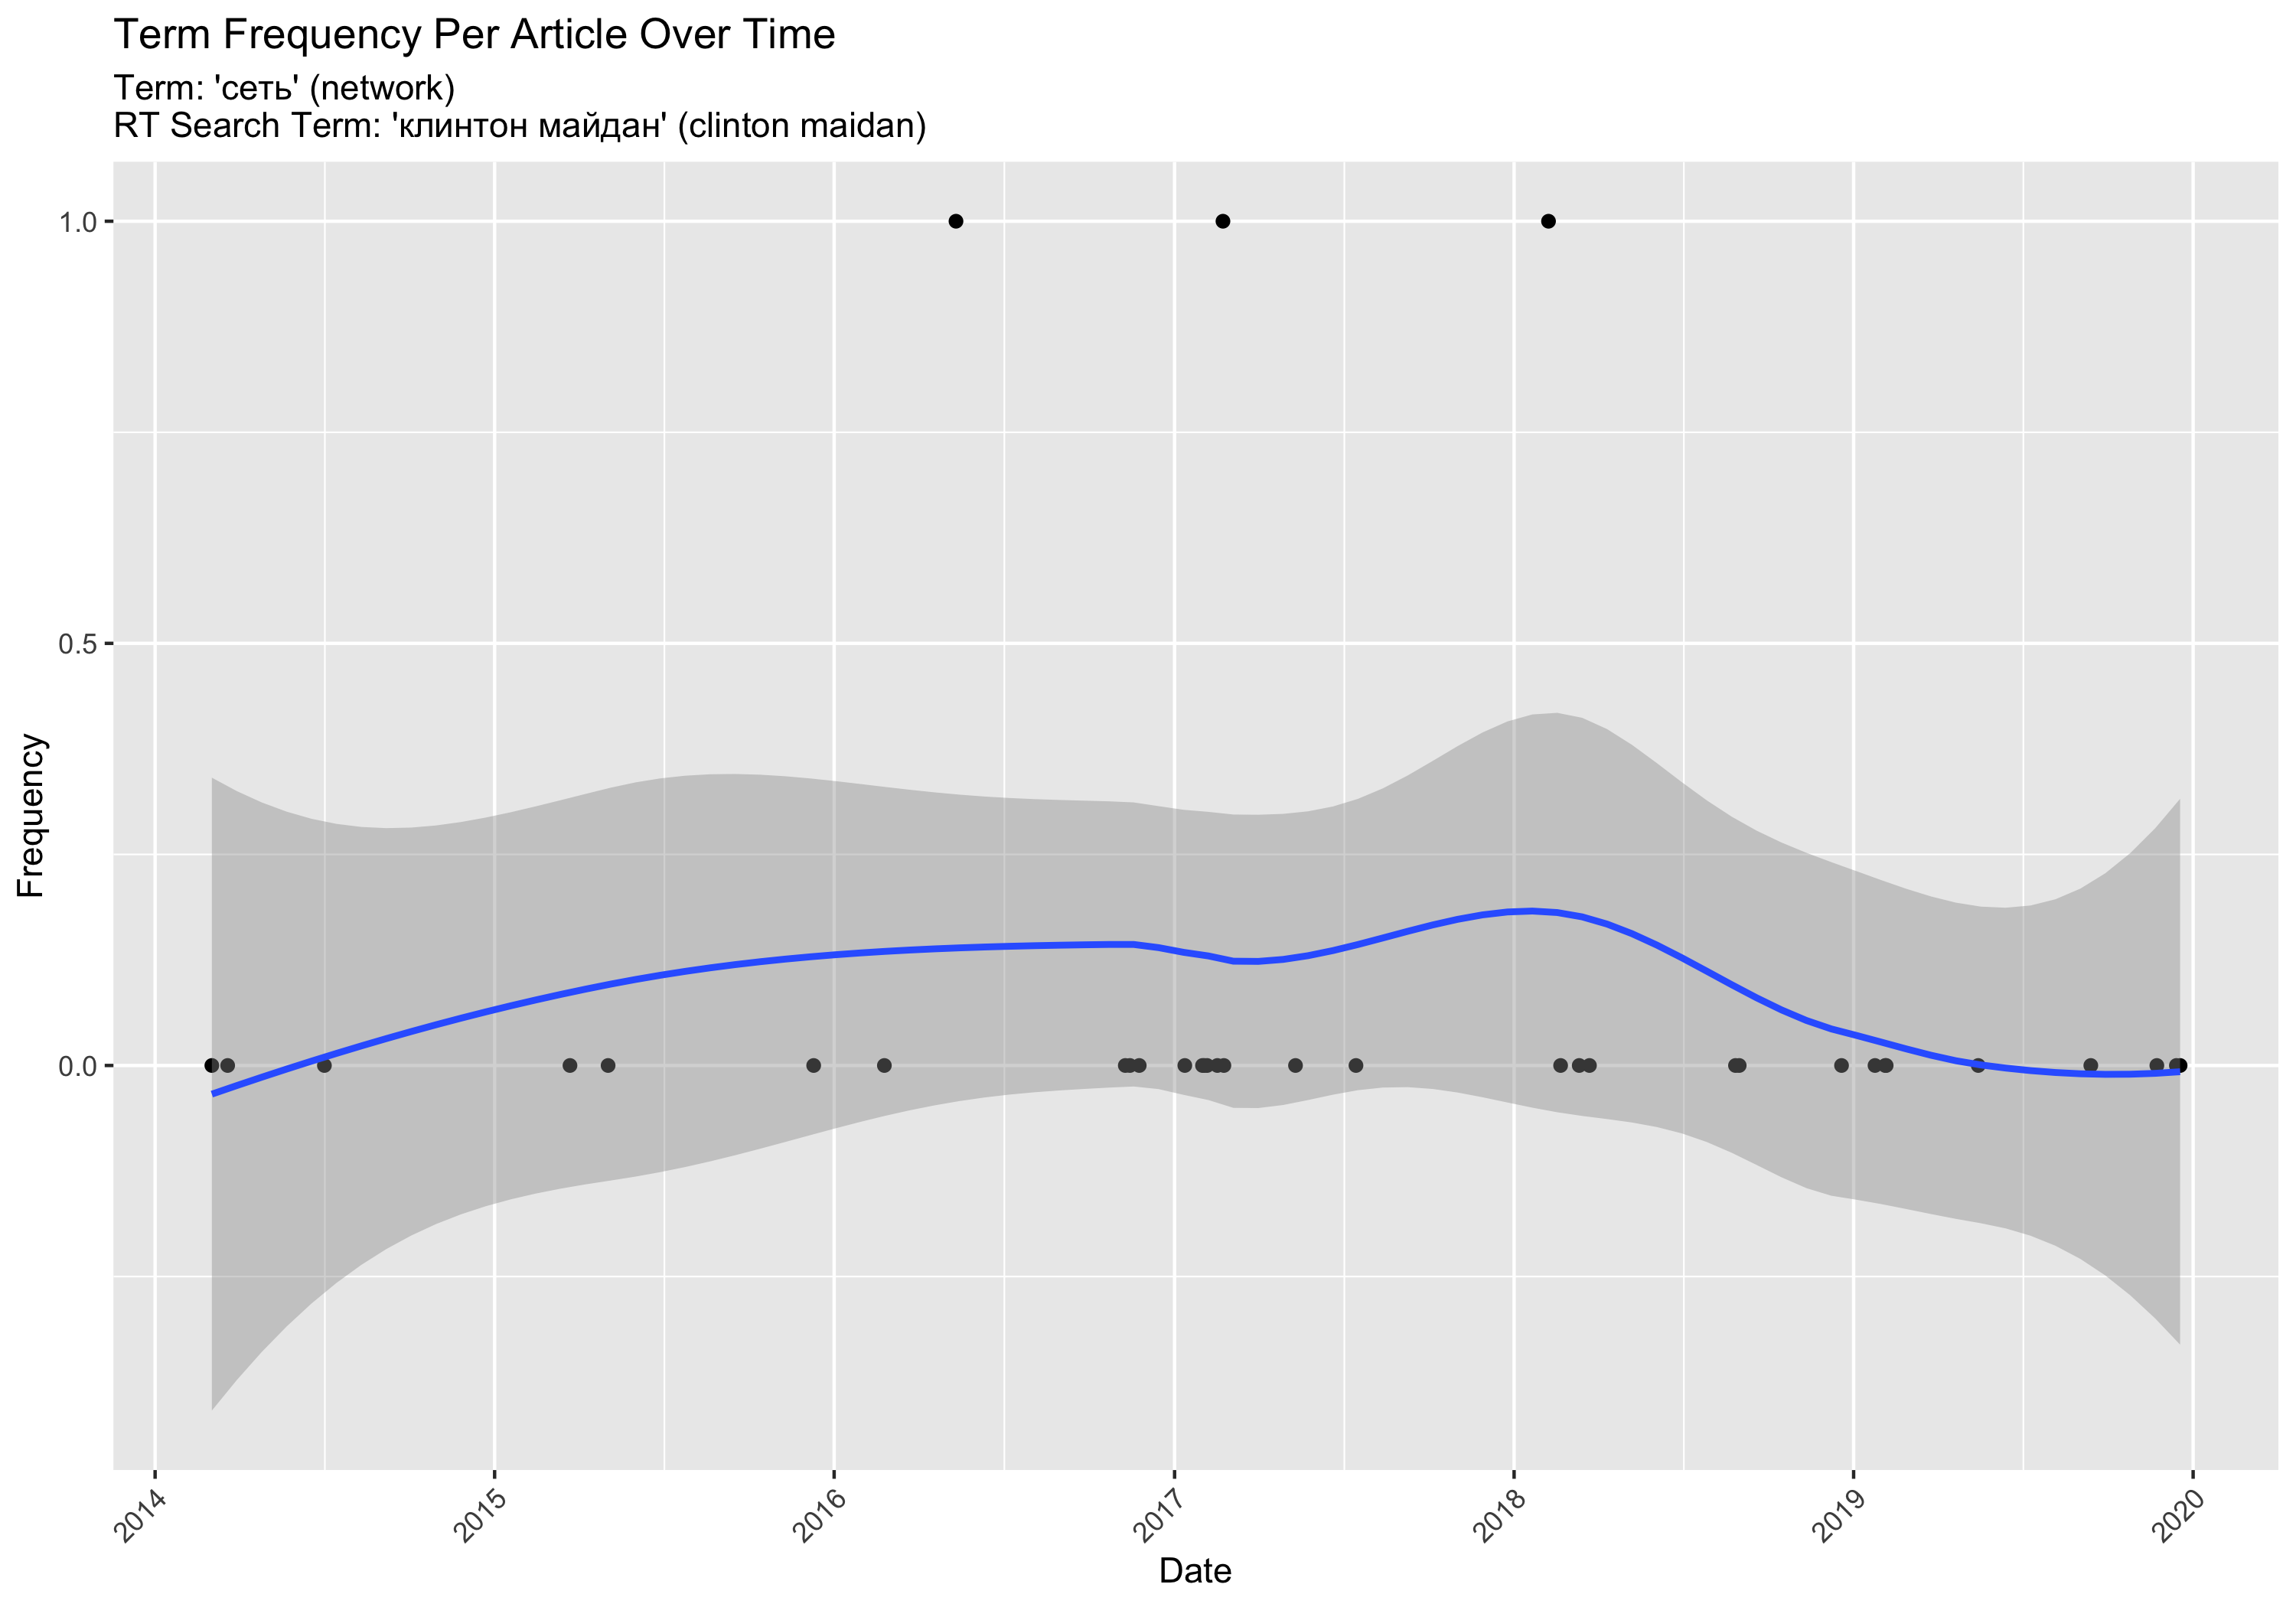 Term Frequency Per Article Over Time
Term: 'сеть' (network)
RT Search Term: 'клинтон майдан' (clinton maidan)
1.0
0.5
0.0
Frequency
2014
2015
2016
2017
2018
2019
2020
Date